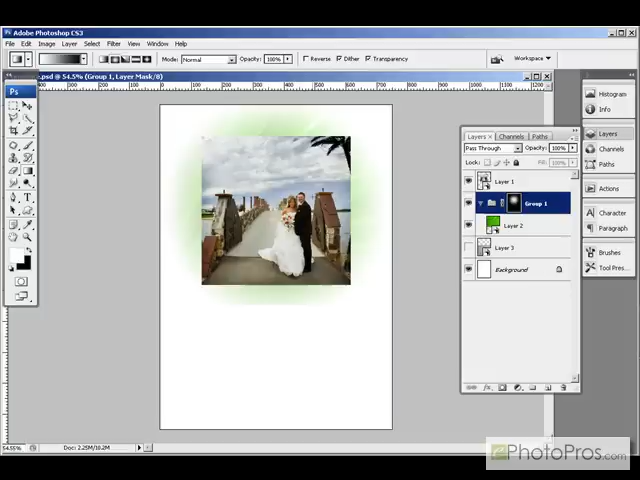 Adobe Photoshop CS3
File Edit Image Layer Select Filter View Window Help
Mode: Normal Opacity: 100% Reverse Dither Transparency
Workspace
e.psd @ 54.5% (Group 1, Layer Mask/8)
Ps
Layers Channels Paths
Pass Through Opacity: 100%
Lock: Fill: 100%
Layer 1
Group 1
Layer 2
Layer 3
Background
Histogram
Info
Layers
Channels
Paths
Actions
Character
Paragraph
Brushes
Tool Pres...
54.55% Doc: 2.25M/10.2M
PhotoPros.com